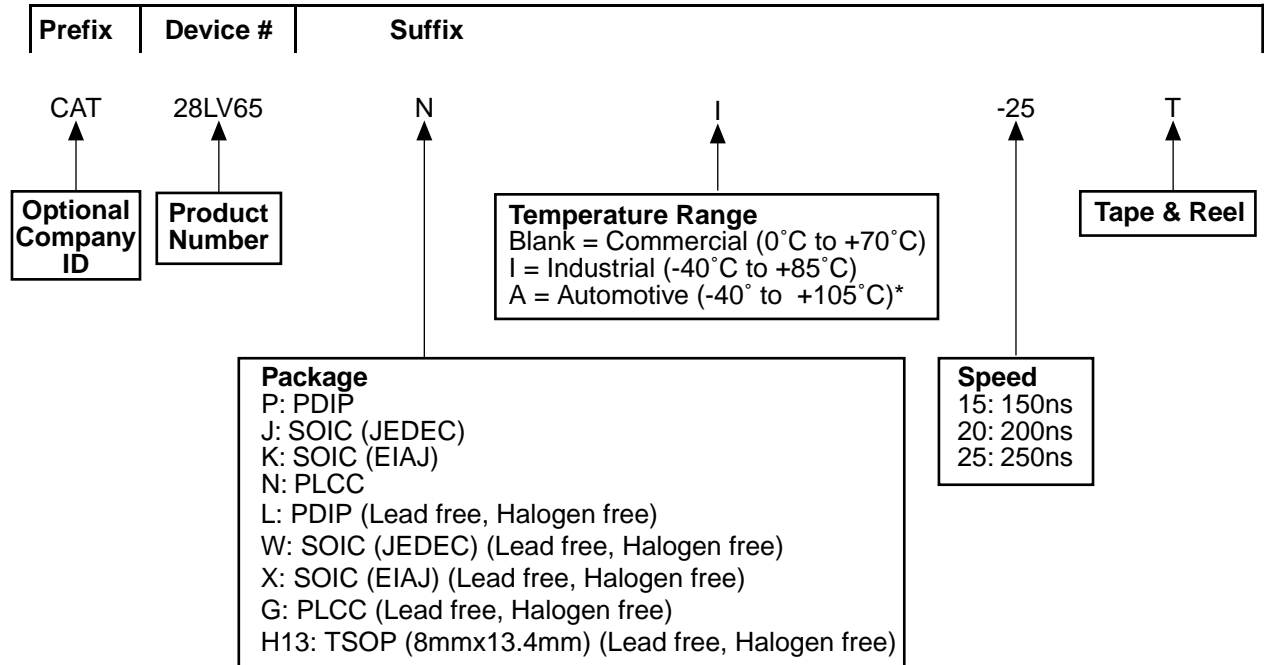 Prefix Device # Suffix
CAT 28LV65 N I -25 T
Optional
Company
ID
Product
Number
Temperature Range
Blank = Commercial (0˚C to +70˚C)
I = Industrial (-40˚C to +85˚C)
A = Automotive (-40˚ to +105˚C)*
Tape & Reel
Package
P: PDIP
J: SOIC (JEDEC)
K: SOIC (EIAJ)
N: PLCC
L: PDIP (Lead free, Halogen free)
W: SOIC (JEDEC) (Lead free, Halogen free)
X: SOIC (EIAJ) (Lead free, Halogen free)
G: PLCC (Lead free, Halogen free)
H13: TSOP (8mmx13.4mm) (Lead free, Halogen free)
Speed
15: 150ns
20: 200ns
25: 250ns